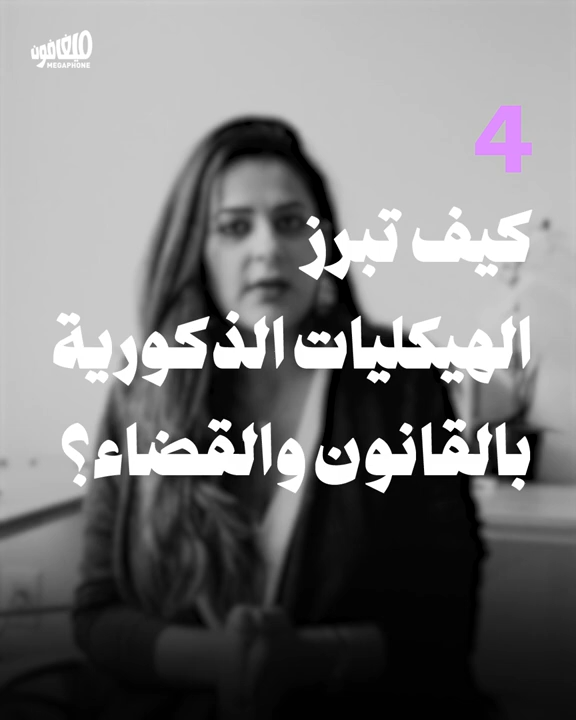 ميغافون
MEGAPHONE
4
كيف تبرز
الهيكليات الذكورية
بالقانون والقضاء؟